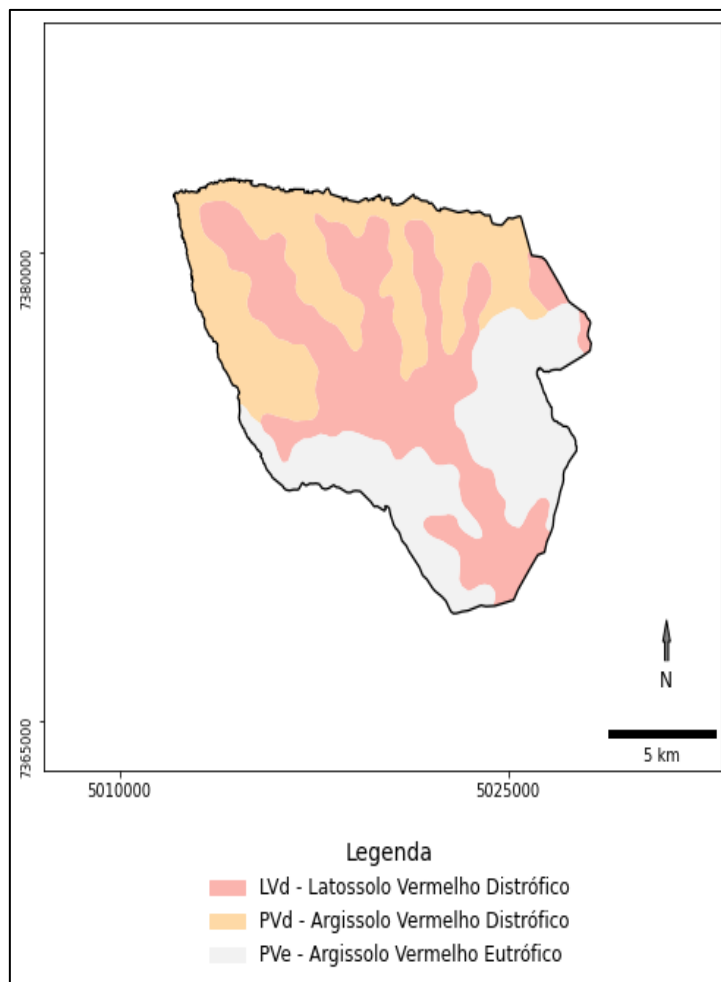 7380000
7365000
5010000
5025000
N
5 km
Legenda
LVd - Latossolo Vermelho Distrófico
PVd - Argissolo Vermelho Distrófico
PVe - Argissolo Vermelho Eutrófico